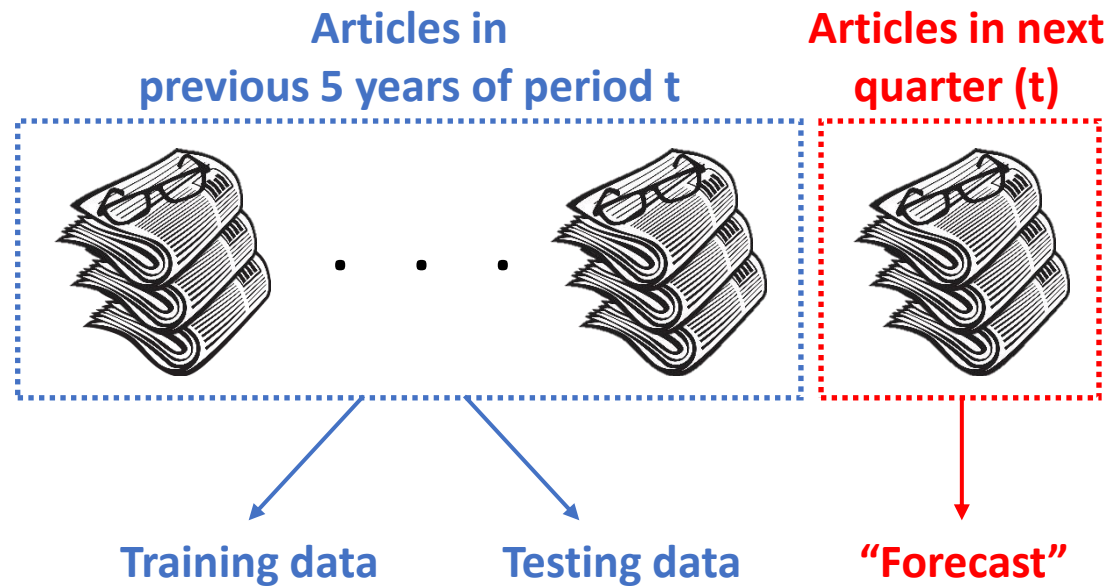 Articles in
previous 5 years of period t
Articles in next
quarter (t)
. . .
Training data
Testing data
“Forecast”